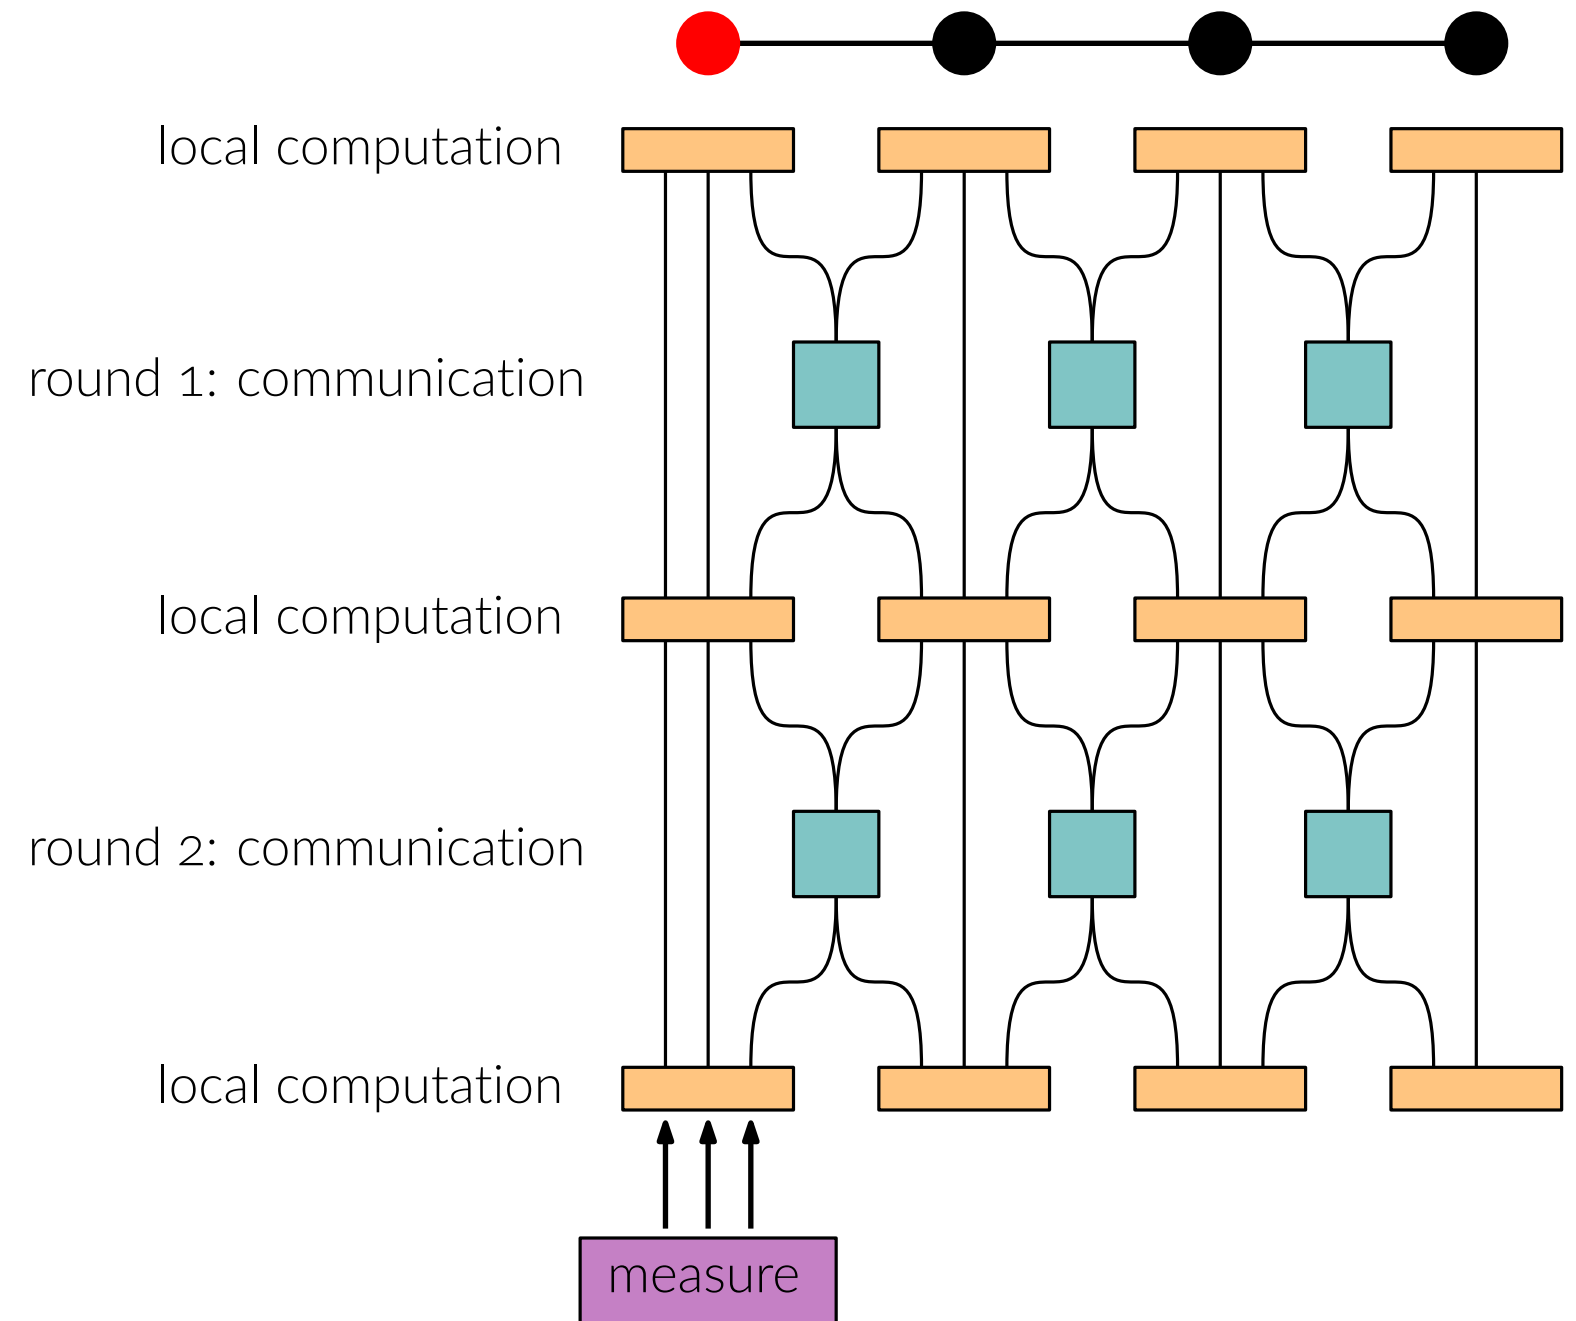 local computation
round 1: communication
local computation
round 2: communication
local computation
measure